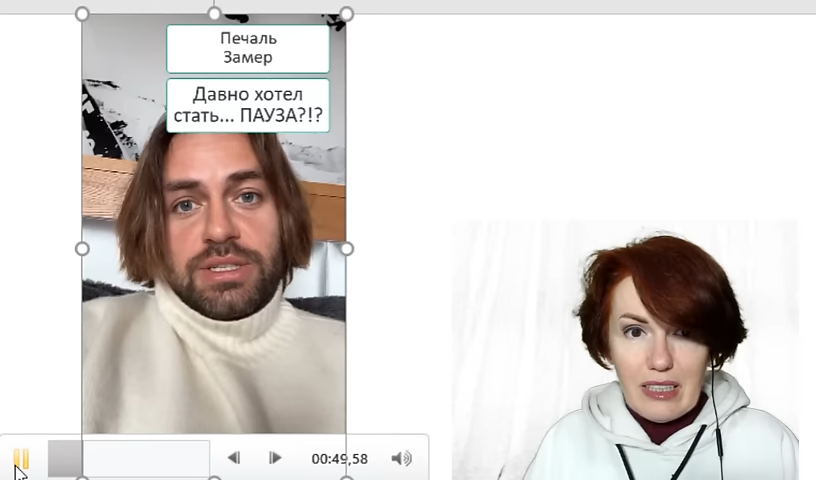 Печаль
Замер
Давно хотел
стать... ПАУЗА?!?
00:49,58